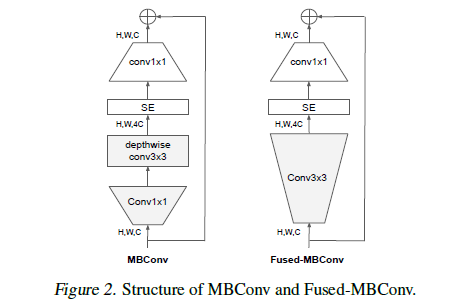 H,W,C
conv1x1
SE
H,W,4C
depthwise
conv3x3
Conv1x1
H,W,C
MBConv
H,W,C
conv1x1
SE
H,W,4C
Conv3x3
H,W,C
Fused-MBConv
Figure 2. Structure of MBConv and Fused-MBConv.